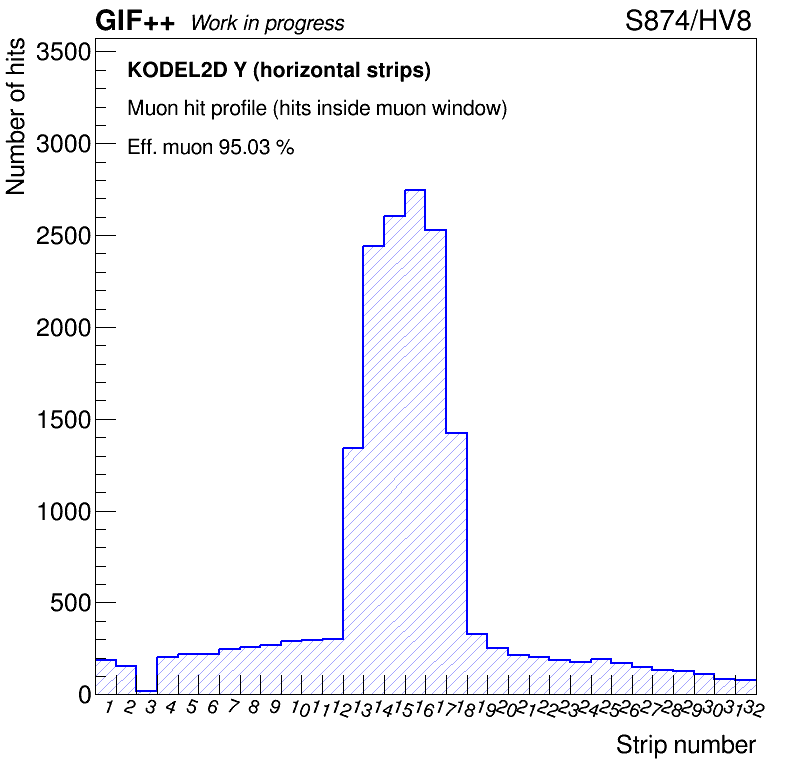 GIF++ Work in progress S874/HV8
Number of hits
3500
KODEL2D Y (horizontal strips)
Muon hit profile (hits inside muon window)
3000
Eff. muon 95.03 %
2500
2000
1500
1000
500
0
1 2 3 4 5 6 7 8 9 10 11 12 13 14 15 16 17 18 19 20 21 22 23 24 25 26 27 28 29 30 31 32
Strip number